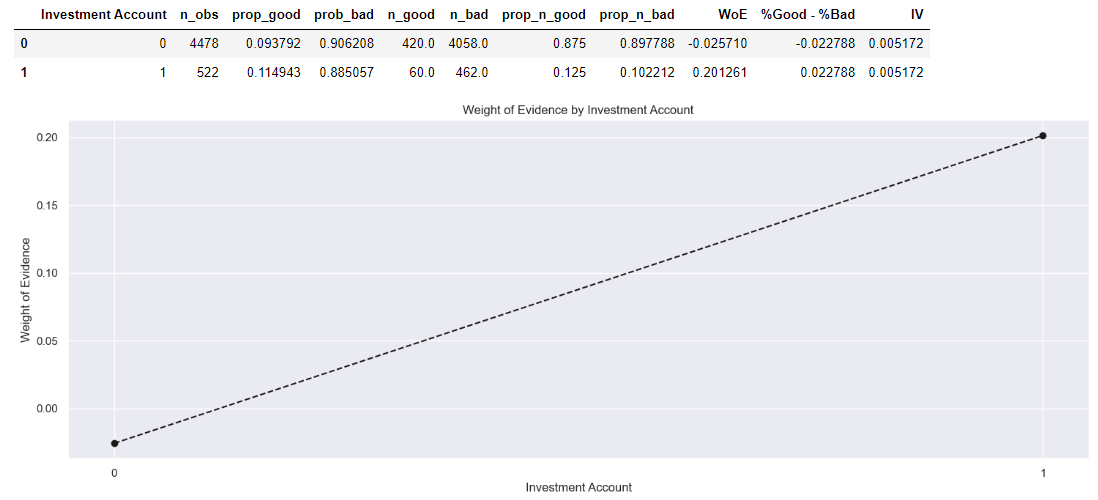 Investment Account n_obs prop_good prob_bad n_good n_bad prop_n_good prop_n_bad WoE %Good - %Bad IV
0 0 4478 0.093792 0.906208 420.0 4058.0 0.875 0.897788 -0.025710 -0.022788 0.005172
1 1 522 0.114943 0.885057 60.0 462.0 0.125 0.102212 0.201261 0.022788 0.005172
Weight of Evidence by Investment Account
0.20
0.15
0.10
0.05
0.00
Weight of Evidence
0 1
Investment Account